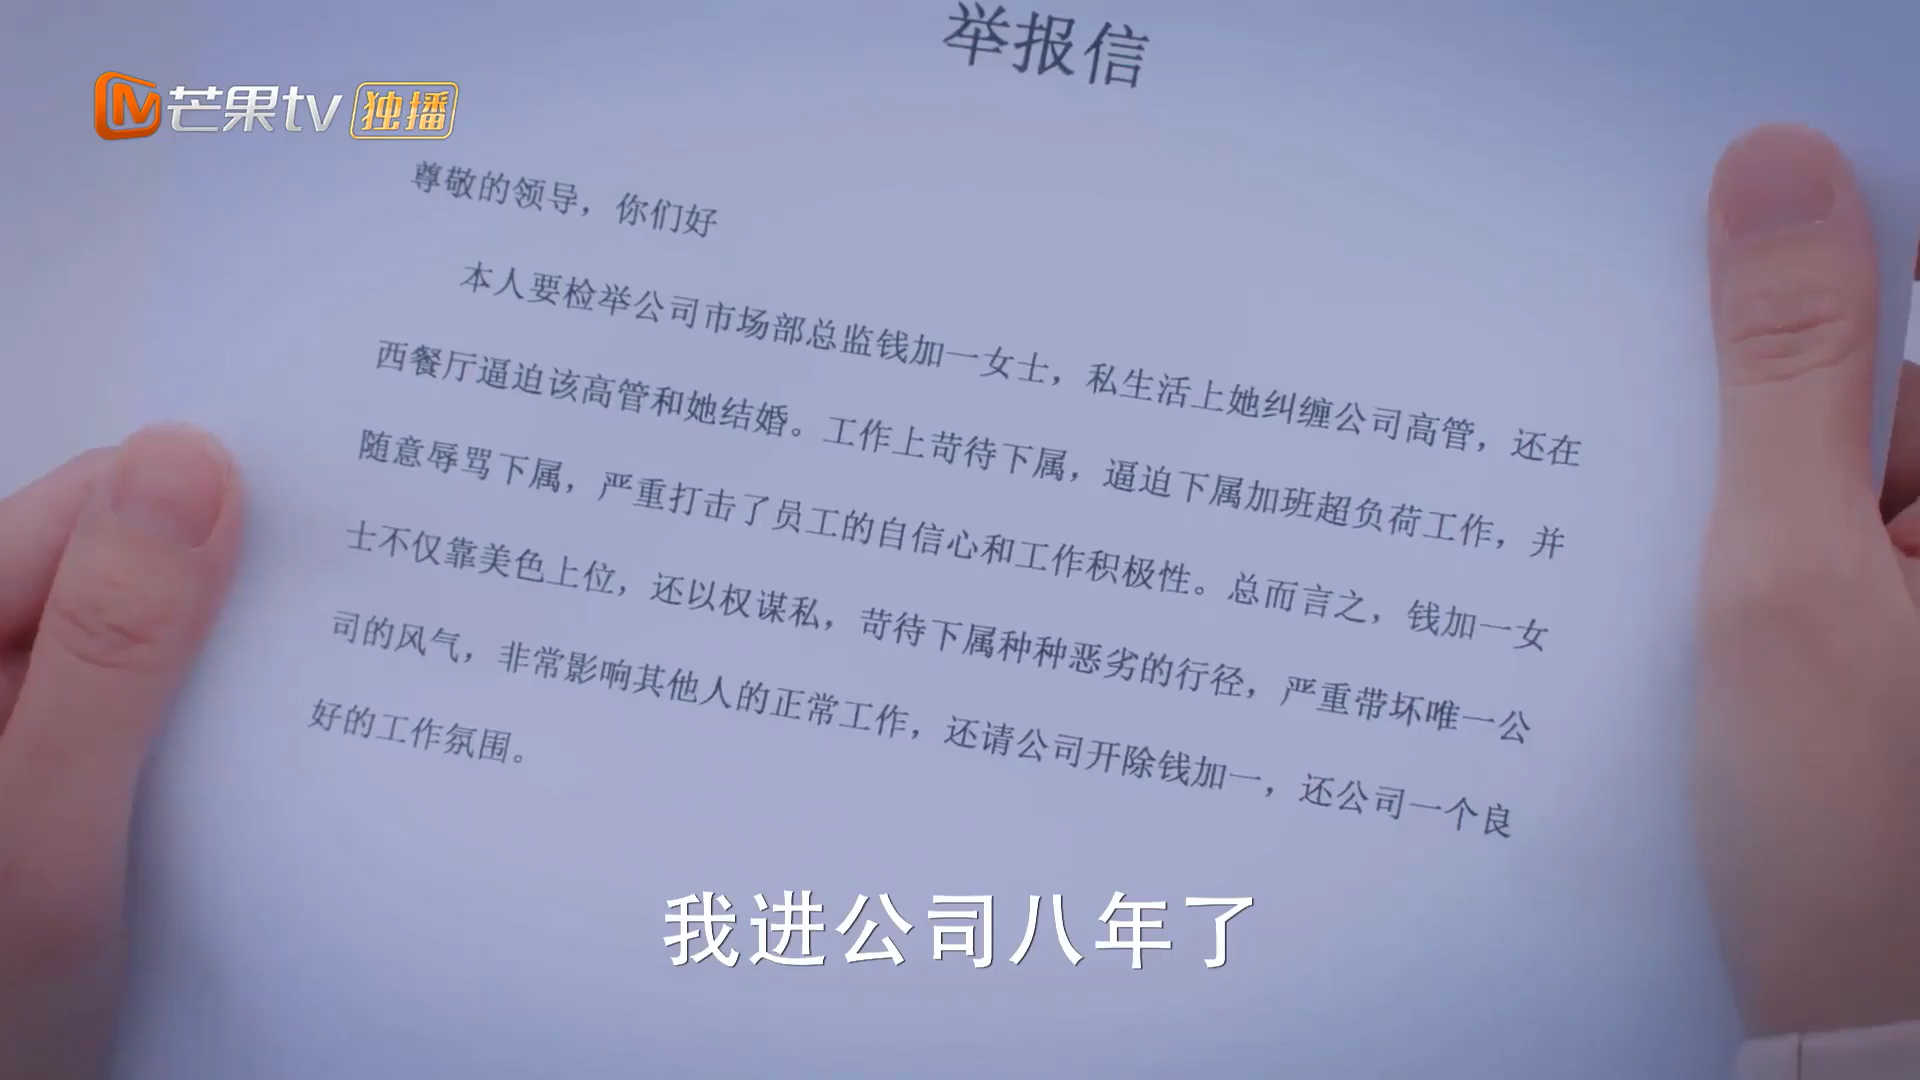 举报信
芒果tv 独播
尊敬的领导，你们好
本人要检举公司市场部总监钱加一女士，私生活上她纠缠公司高管，还在
西餐厅逼迫该高管和她结婚。工作上苛待下属，逼迫下属加班超负荷工作，并
随意辱骂下属，严重打击了员工的自信心和工作积极性。总而言之，钱加一女
士不仅靠美色上位，还以权谋私，苛待下属种种恶劣的行径，严重带坏唯一公
司的风气，非常影响其他人的正常工作，还请公司开除钱加一，还公司一个良
好的工作氛围。
我进公司八年了